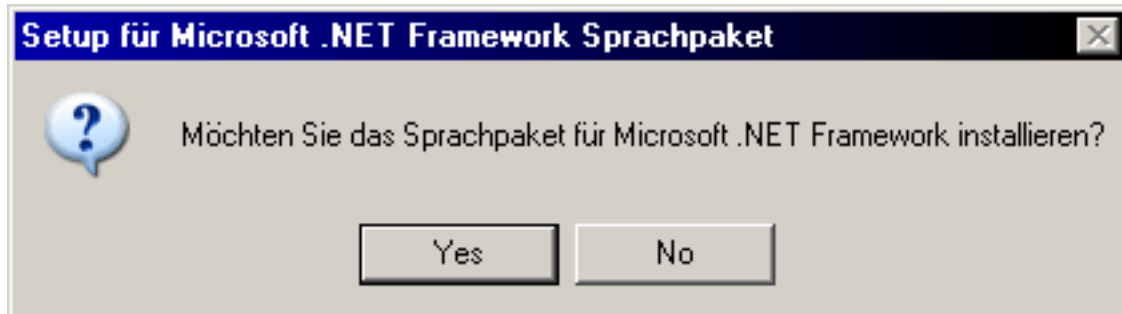 Setup für Microsoft .NET Framework Sprachpaket
Möchten Sie das Sprachpaket für Microsoft .NET Framework installieren?
Yes
No